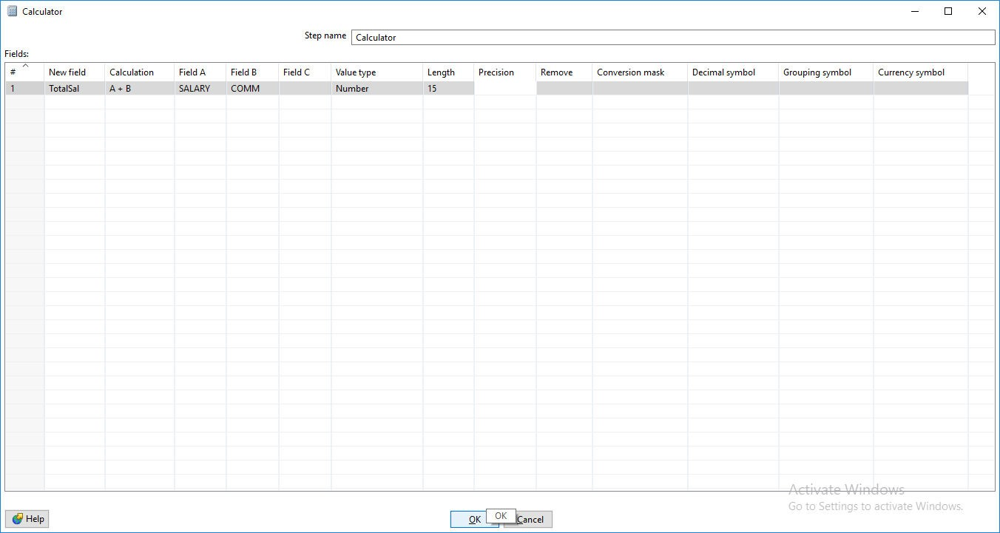 Calculator
Step name Calculator
Fields:
# New field Calculation Field A Field B Field C Value type Length Precision Remove Conversion mask Decimal symbol Grouping symbol Currency symbol
1 TotalSal A + B SALARY COMM Number 15
Activate Windows
Go to Settings to activate Windows.
Help OK OK Cancel